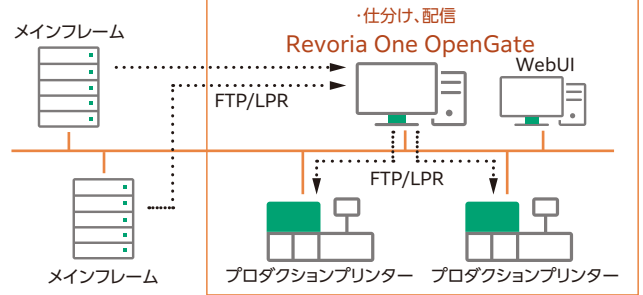 ・仕分け、配信
メインフレーム
Revoria One OpenGate
WebUI
FTP/LPR
FTP/LPR
メインフレーム
プロダクションプリンター
プロダクションプリンター